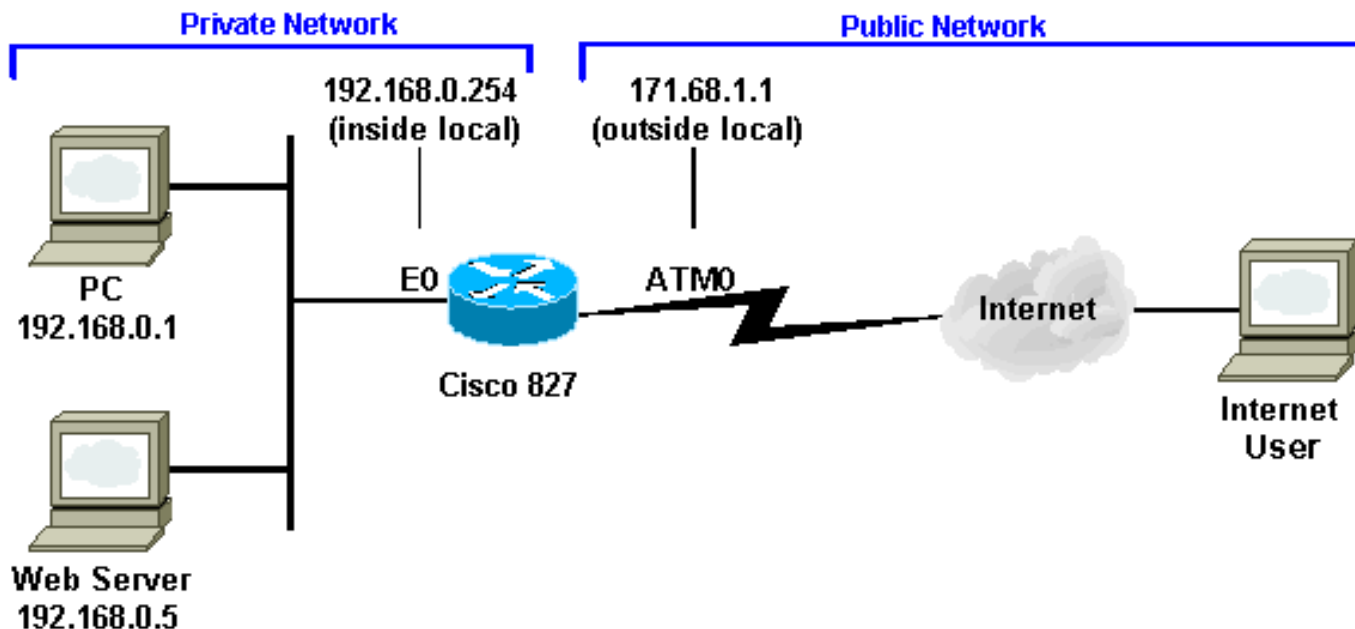 Private Network
Public Network
192.168.0.254
(inside local)
171.68.1.1
(outside local)
PC
192.168.0.1
E0
ATM0
Cisco 827
Internet
Internet
User
Web Server
192.168.0.5